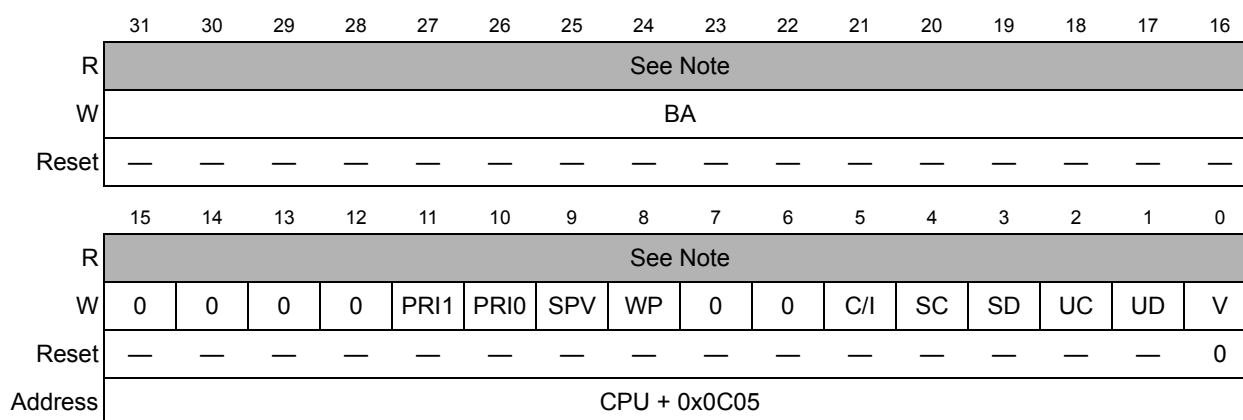 31 30 29 28 27 26 25 24 23 22 21 20 19 18 17 16
R See Note
W BA
Reset — — — — — — — — — — — — — — — —
15 14 13 12 11 10 9 8 7 6 5 4 3 2 1 0
R See Note
W 0 0 0 0 PRI1 PRI0 SPV WP 0 0 C/I SC SD UC UD V
Reset — — — — — — — — — — — — — — — 0
Address CPU + 0x0C05